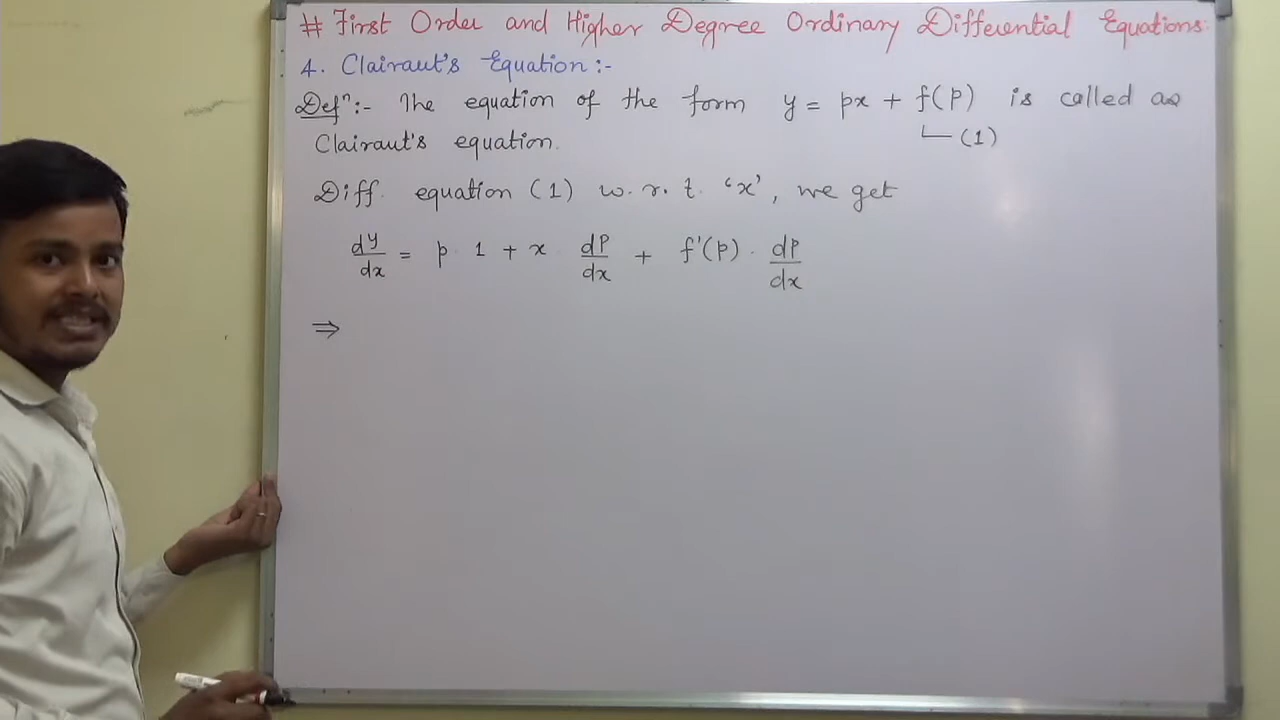 # First Order and Higher Degree Ordinary Differential Equations:
4. Clairaut's Equation :-
Defⁿ :- The equation of the form y = px + f(p) is called as
(1)
Clairaut's equation.
Diff. equation (1) w. r. t. 'x', we get
dy/dx = p · 1 + x dp/dx + f'(p) · dp/dx
⇒